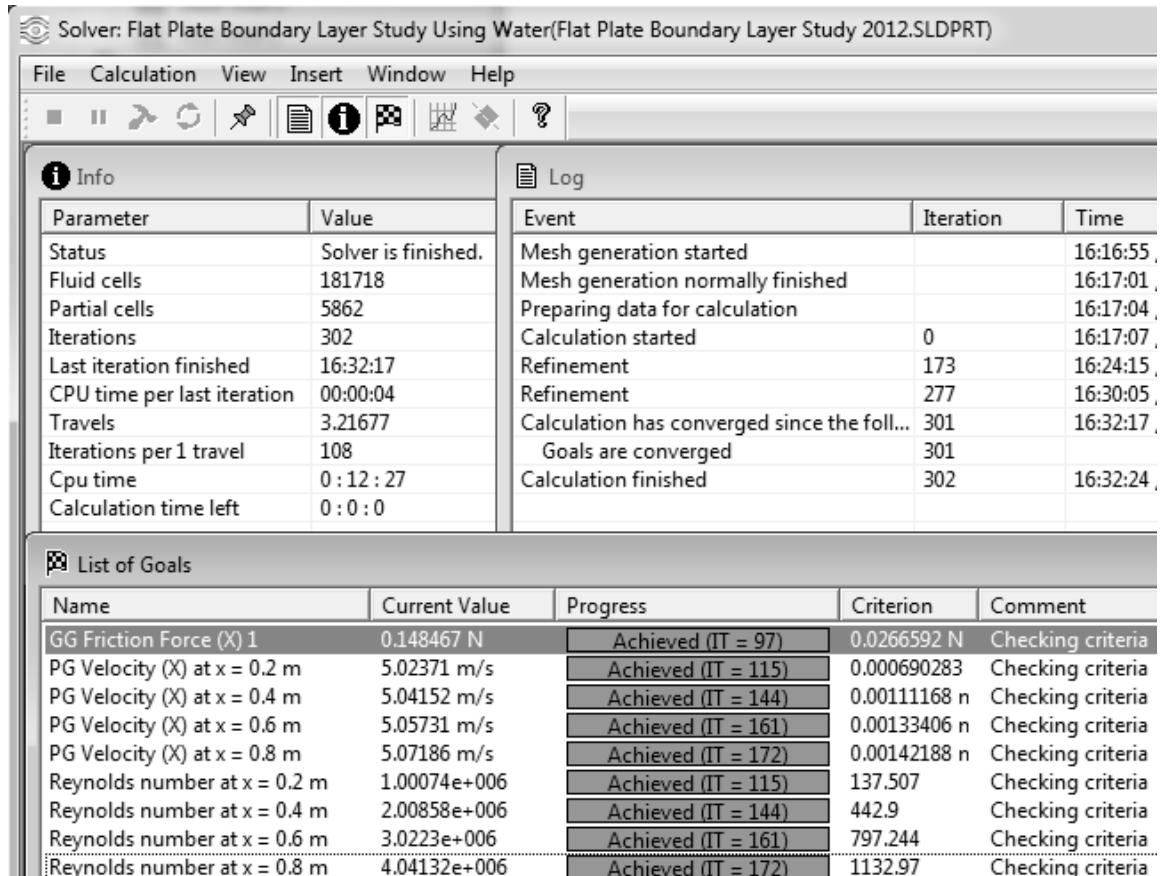 Solver: Flat Plate Boundary Layer Study Using Water(Flat Plate Boundary Layer Study 2012.SLDPRT)
File Calculation View Insert Window Help
Info
Parameter Value
Status Solver is finished.
Fluid cells 181718
Partial cells 5862
Iterations 302
Last iteration finished 16:32:17
CPU time per last iteration 00:00:04
Travels 3.21677
Iterations per 1 travel 108
Cpu time 0 : 12 : 27
Calculation time left 0 : 0 : 0
Log
Event Iteration Time
Mesh generation started 16:16:55 ,
Mesh generation normally finished 16:17:01 ,
Preparing data for calculation 16:17:04 ,
Calculation started 0 16:17:07 ,
Refinement 173 16:24:15 ,
Refinement 277 16:30:05 ,
Calculation has converged since the foll... 301 16:32:17 ,
Goals are converged 301
Calculation finished 302 16:32:24 ,
List of Goals
Name Current Value Progress Criterion Comment
GG Friction Force (X) 1 0.148467 N Achieved (IT = 97) 0.0266592 N Checking criteria
PG Velocity (X) at x = 0.2 m 5.02371 m/s Achieved (IT = 115) 0.000690283 Checking criteria
PG Velocity (X) at x = 0.4 m 5.04152 m/s Achieved (IT = 144) 0.00111168 n Checking criteria
PG Velocity (X) at x = 0.6 m 5.05731 m/s Achieved (IT = 161) 0.00133406 n Checking criteria
PG Velocity (X) at x = 0.8 m 5.07186 m/s Achieved (IT = 172) 0.00142188 n Checking criteria
Reynolds number at x = 0.2 m 1.00074e+006 Achieved (IT = 115) 137.507 Checking criteria
Reynolds number at x = 0.4 m 2.00858e+006 Achieved (IT = 144) 442.9 Checking criteria
Reynolds number at x = 0.6 m 3.0223e+006 Achieved (IT = 161) 797.244 Checking criteria
Reynolds number at x = 0.8 m 4.04132e+006 Achieved (IT = 172) 1132.97 Checking criteria